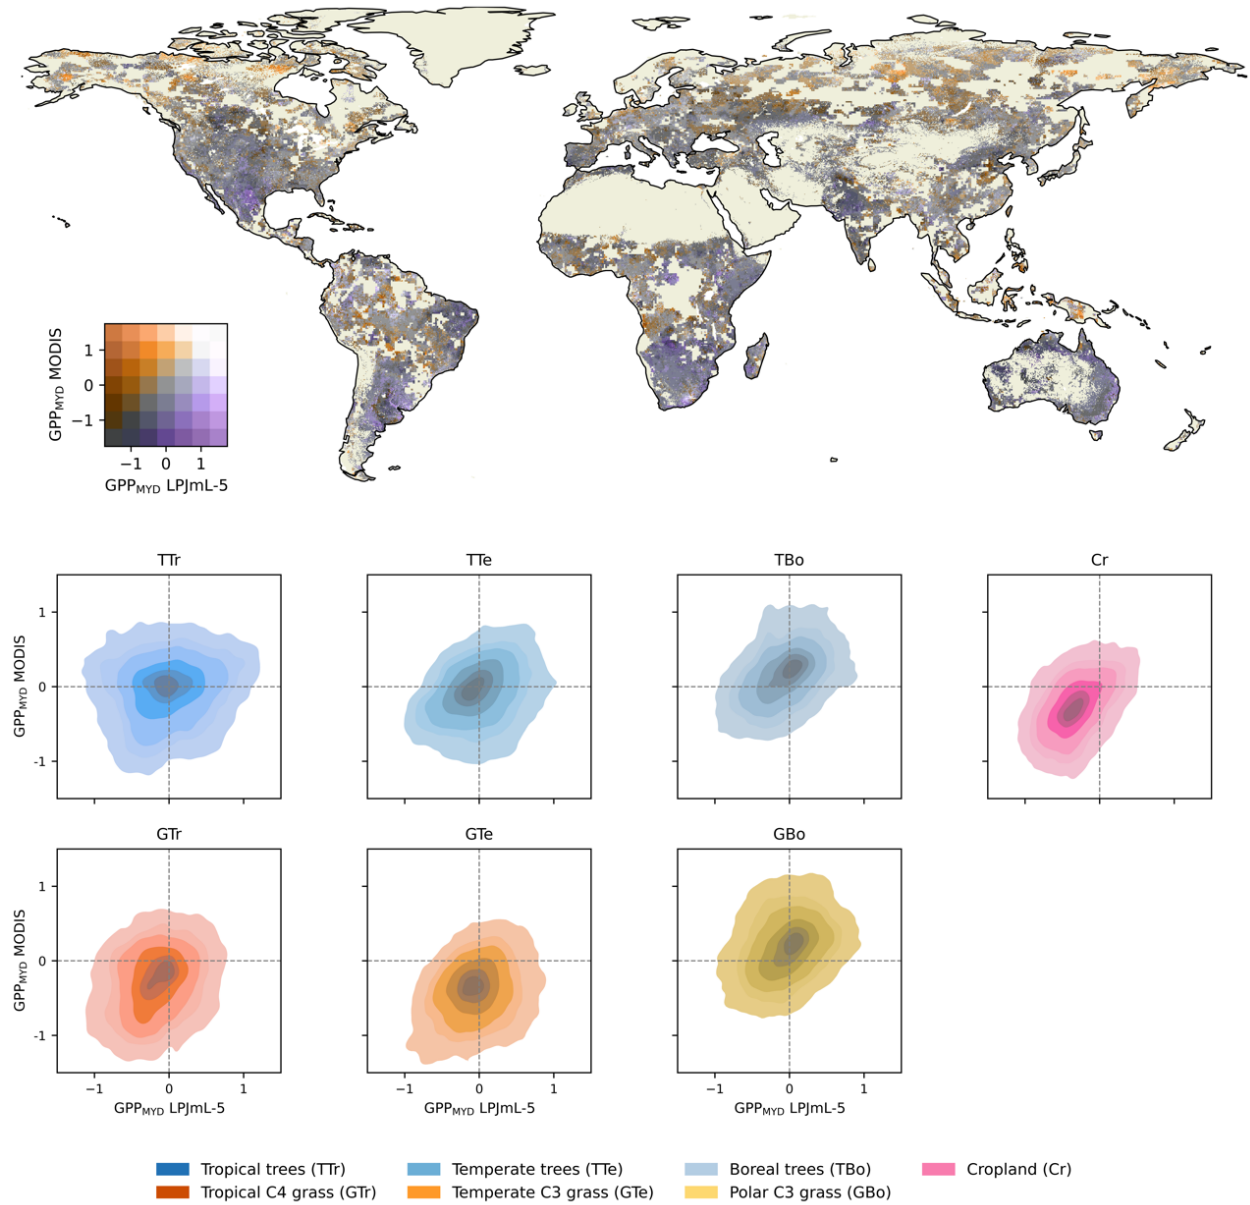 GPPMYD MODIS
1
0
−1
−1 0 1
GPPMYD LPJmL-5
TTr
TTe
TBo
Cr
GPPMYD MODIS
1
0
-1
GTr
GTe
GBo
GPPMYD MODIS
1
0
-1
−1 0 1
−1 0 1
−1 0 1
GPPMYD LPJmL-5
GPPMYD LPJmL-5
GPPMYD LPJmL-5
Tropical trees (TTr)
Temperate trees (TTe)
Boreal trees (TBo)
Cropland (Cr)
Tropical C4 grass (GTr)
Temperate C3 grass (GTe)
Polar C3 grass (GBo)